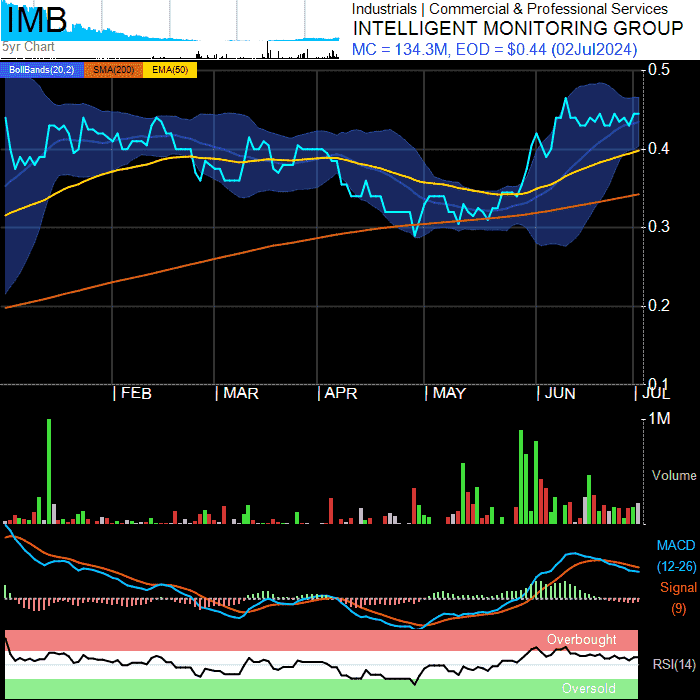 IMB
5yr Chart
Industrials | Commercial & Professional Services
INTELLIGENT MONITORING GROUP
MC = 134.3M, EOD = $0.44 (02Jul2024)
BollBands(20,2) SMA(200) EMA(50)
0.5
0.4
0.3
0.2
0.1
FEB MAR APR MAY JUN JUL
1M
Volume
MACD
(12-26)
Signal
(9)
Overbought
RSI(14)
Oversold